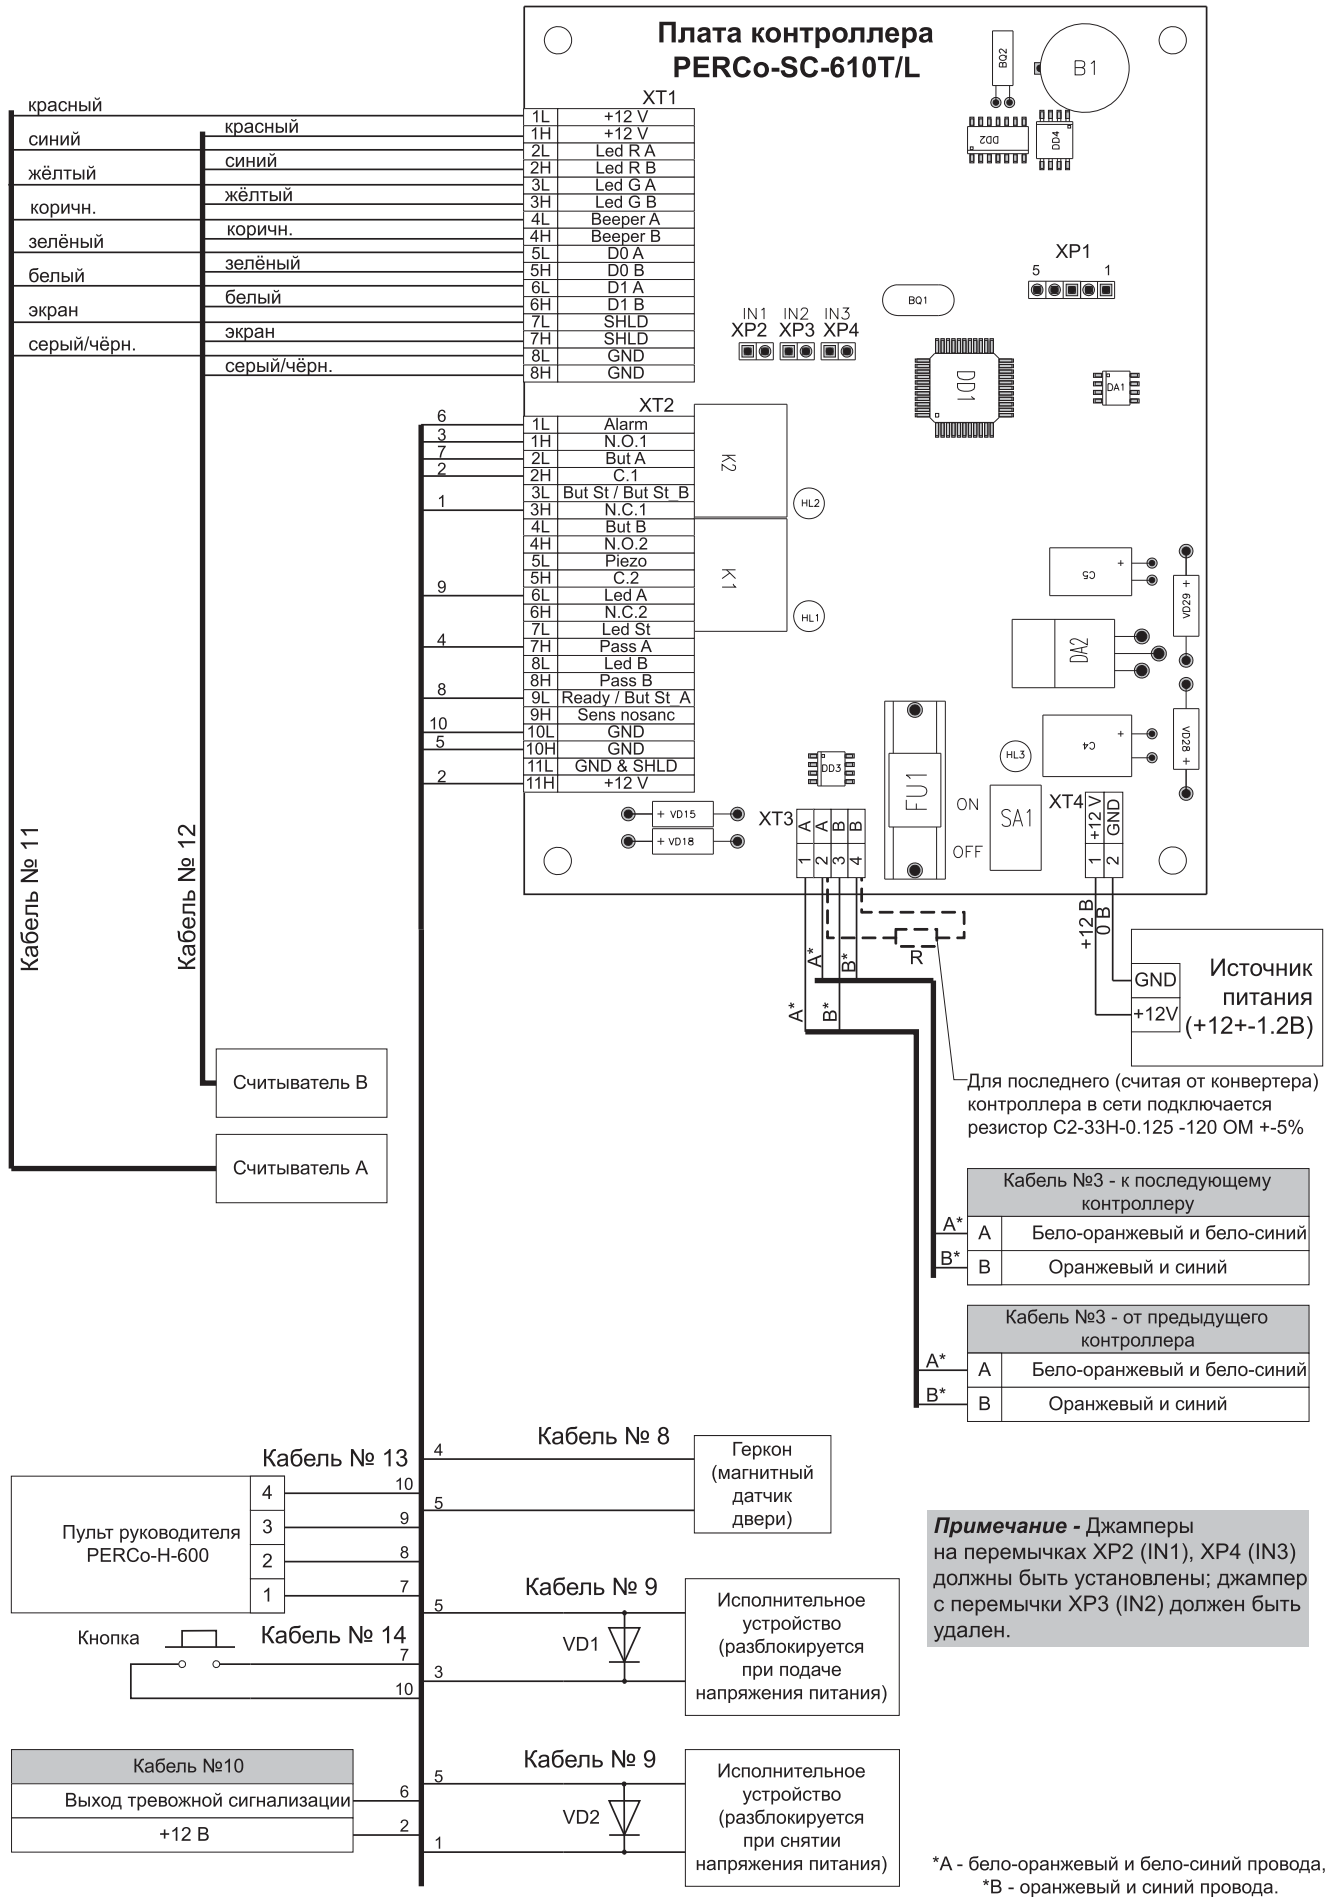 Плата контроллера
PERCo-SC-610T/L
BQ2
B1
DD2
DD4
XT1
красный
1L +12 V
красный
1H +12 V
синий
2L Led R A
синий
2H Led R B
жёлтый
3L Led G A
жёлтый
3H Led G B
коричн.
4L Beeper A
коричн.
4H Beeper B
зелёный
5L D0 A
зелёный
5H D0 B
белый
6L D1 A
белый
6H D1 B
экран
7L SHLD
экран
7H SHLD
серый/чёрн.
8L GND
серый/чёрн.
8H GND
XP1
5 1
BQ1
IN1 IN2 IN3
XP2 XP3 XP4
DD1
DA1
XT2
6 1L Alarm
3 1H N.O.1
7 2L But A
2 2H C.1
3L But St / But St_B
1 3H N.C.1
4L But B
4H N.O.2
5L Piezo
5H C.2
9 6L Led A
6H N.C.2
7L Led St
4 7H Pass A
8L Led B
8H Pass B
8 9L Ready / But St_A
9H Sens nosanc
10 10L GND
5 10H GND
11L GND & SHLD
2 11H +12 V
K2
HL2
K1
HL1
C5 +
VD29 +
DA2
C4 +
VD28 +
HL3
DD3
FU1
ON
OFF
SA1
+ VD15
+ VD18
XT3
A A B B
1 2 3 4
XT4
+12 V GND
1 2
Кабель № 11
Кабель № 12
+12 В
0 В
A*
B*
R
A*
B*
GND
+12V
Источник
питания
(+12+-1.2В)
Считыватель B
Считыватель A
Для последнего (считая от конвертера)
контроллера в сети подключается
резистор С2-33Н-0.125 -120 ОМ +-5%
Кабель №3 - к последующему
контроллеру
A* A Бело-оранжевый и бело-синий
B* B Оранжевый и синий
Кабель №3 - от предыдущего
контроллера
A* A Бело-оранжевый и бело-синий
B* B Оранжевый и синий
Кабель № 8
4
5
Геркон
(магнитный
датчик
двери)
Кабель № 13
Пульт руководителя
PERCo-H-600
4 10
3 9
2 8
1 7
Кнопка
Кабель № 14
7
10
Кабель № 9
5
VD1
3
Исполнительное
устройство
(разблокируется
при подаче
напряжения питания)
Примечание - Джамперы
на перемычках XP2 (IN1), XP4 (IN3)
должны быть установлены; джампер
с перемычки XP3 (IN2) должен быть
удален.
Кабель №10
Выход тревожной сигнализации 6
+12 В 2
Кабель № 9
5
VD2
1
Исполнительное
устройство
(разблокируется
при снятии
напряжения питания)
*A - бело-оранжевый и бело-синий провода,
*B - оранжевый и синий провода.